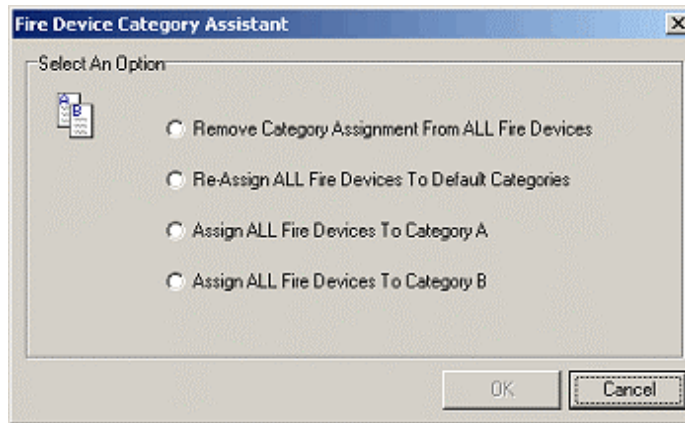 Fire Device Category Assistant
Select An Option
A
B
Remove Category Assignment From ALL Fire Devices
Re-Assign ALL Fire Devices To Default Categories
Assign ALL Fire Devices To Category A
Assign ALL Fire Devices To Category B
OK Cancel